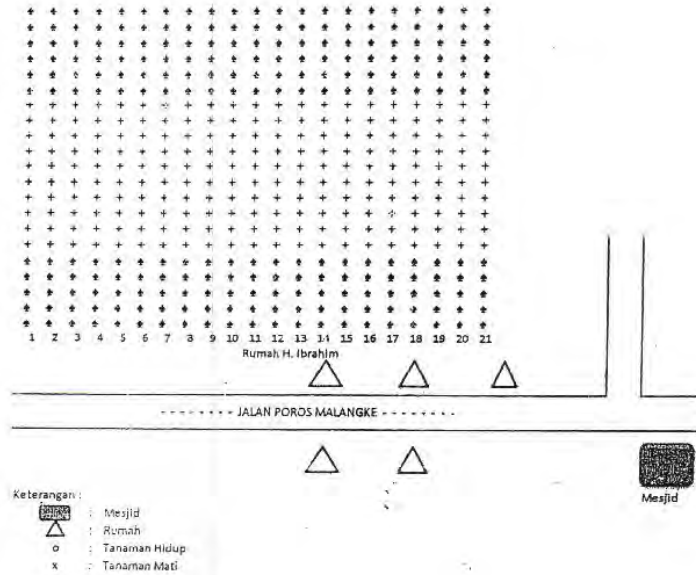 1 2 3 4 5 6 7 8 9 10 11 12 13 14 15 16 17 18 19 20 21
Rumah H. Ibrahim
- - - - - - - JALAN POROS MALANGKE - - - - - - -
Mesjid
Keterangan :
: Mesjid
: Rumah
o : Tanaman Hidup
x : Tanaman Mati